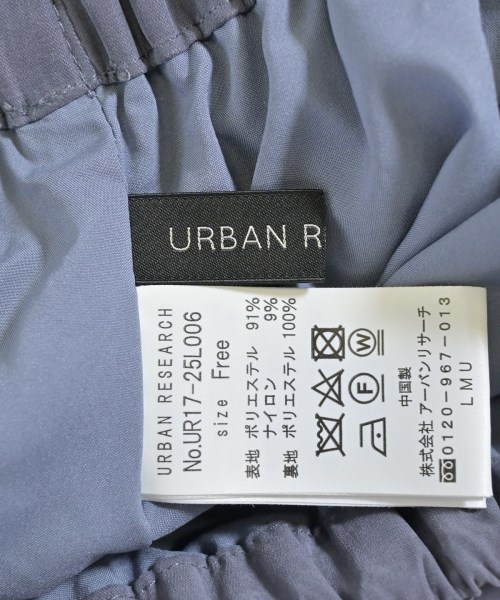 URBAN R
URBAN RESEARCH
No.UR17-25L006
size Free
表地 ポリエステル 91%
ナイロン 9%
裏地 ポリエステル 100%
W
F
中国製
株式会社 アーバンリサーチ
0120-967-013
LMU